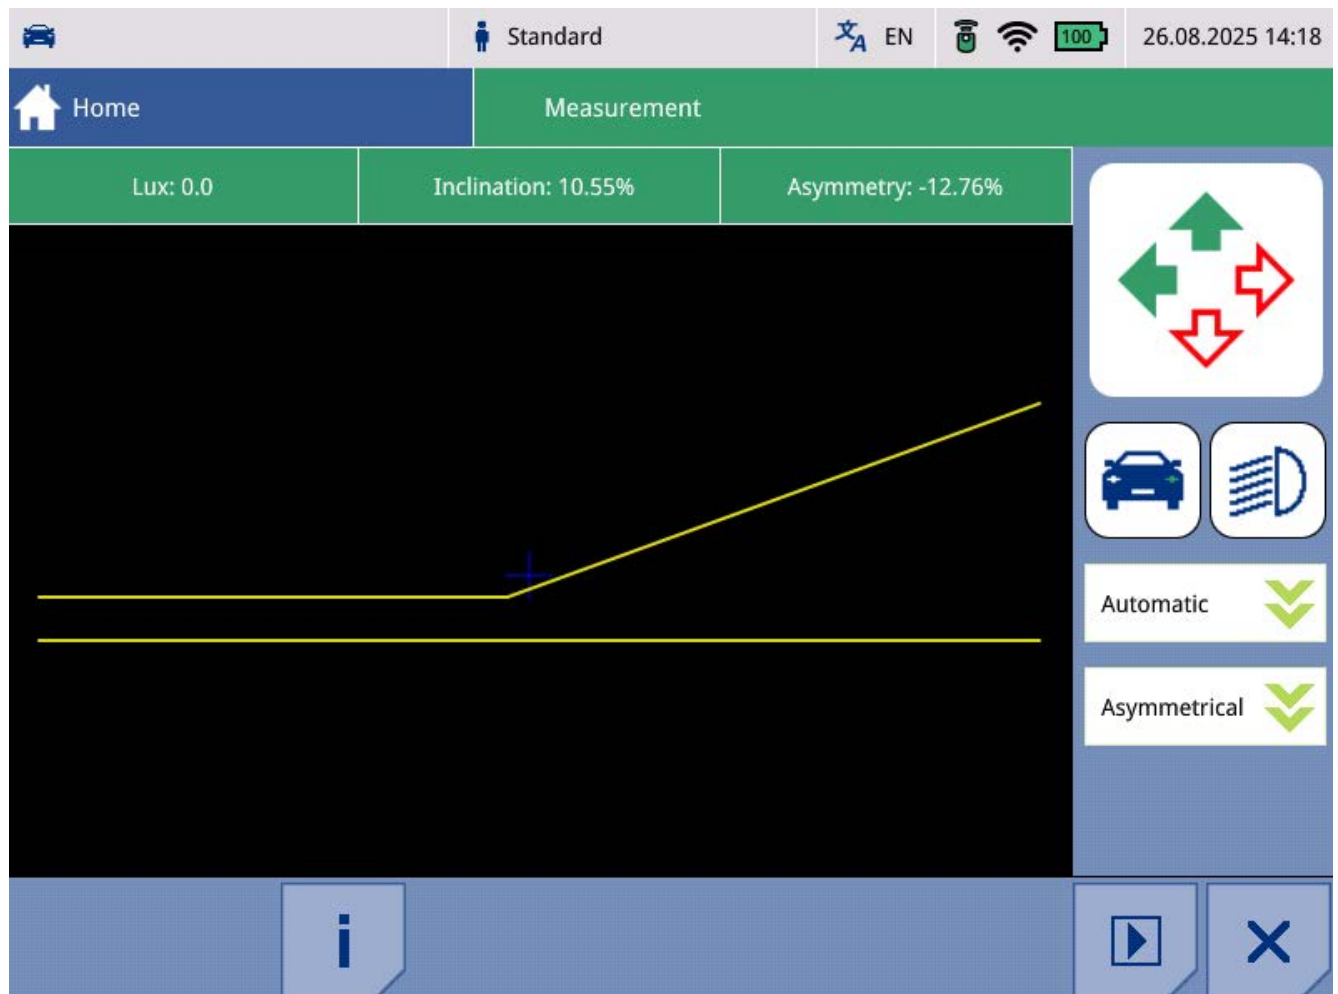 Standard
EN
100
26.08.2025 14:18
Home
Measurement
Lux: 0.0
Inclination: 10.55%
Asymmetry: -12.76%
Automatic
Asymmetrical
i